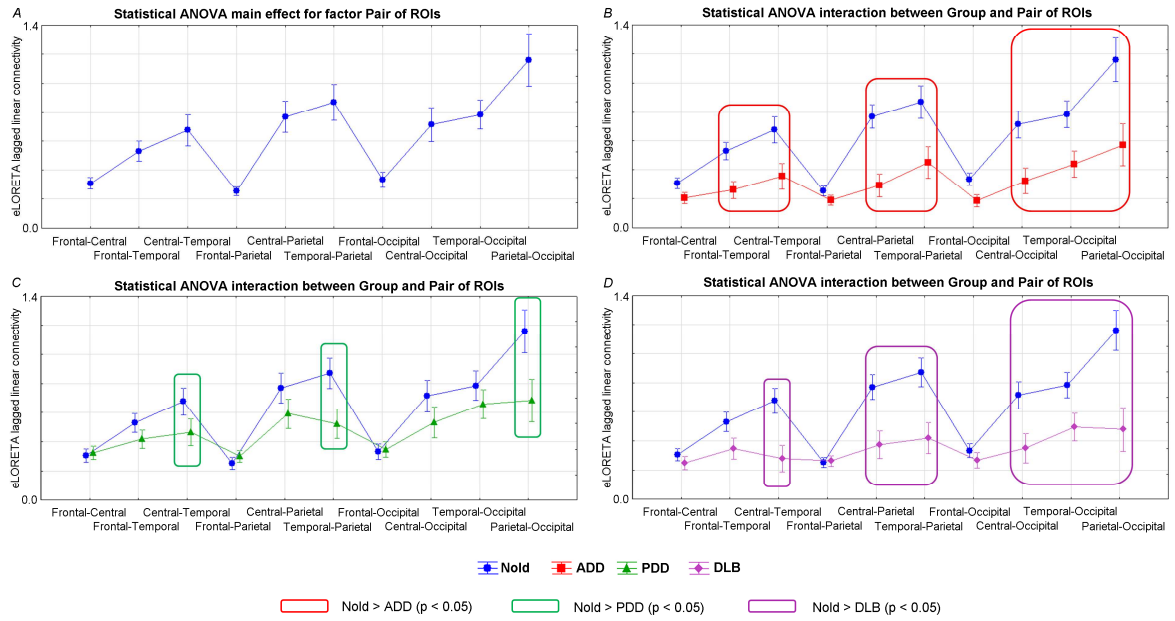 A
Statistical ANOVA main effect for factor Pair of ROIs
1.4
eLORETA lagged linear connectivity
0.0
Frontal-Central Central-Temporal Central-Parietal Frontal-Occipital Temporal-Occipital
Frontal-Temporal Frontal-Parietal Temporal-Parietal Central-Occipital Parietal-Occipital
B
Statistical ANOVA interaction between Group and Pair of ROIs
1.4
eLORETA lagged linear connectivity
0.0
Frontal-Central Central-Temporal Central-Parietal Frontal-Occipital Temporal-Occipital
Frontal-Temporal Frontal-Parietal Temporal-Parietal Central-Occipital Parietal-Occipital
C
Statistical ANOVA interaction between Group and Pair of ROIs
1.4
eLORETA lagged linear connectivity
0.0
Frontal-Central Central-Temporal Central-Parietal Frontal-Occipital Temporal-Occipital
Frontal-Temporal Frontal-Parietal Temporal-Parietal Central-Occipital Parietal-Occipital
D
Statistical ANOVA interaction between Group and Pair of ROIs
1.4
eLORETA lagged linear connectivity
0.0
Frontal-Central Central-Temporal Central-Parietal Frontal-Occipital Temporal-Occipital
Frontal-Temporal Frontal-Parietal Temporal-Parietal Central-Occipital Parietal-Occipital
Nold ADD PDD DLB
Nold > ADD (p < 0.05) Nold > PDD (p < 0.05) Nold > DLB (p < 0.05)